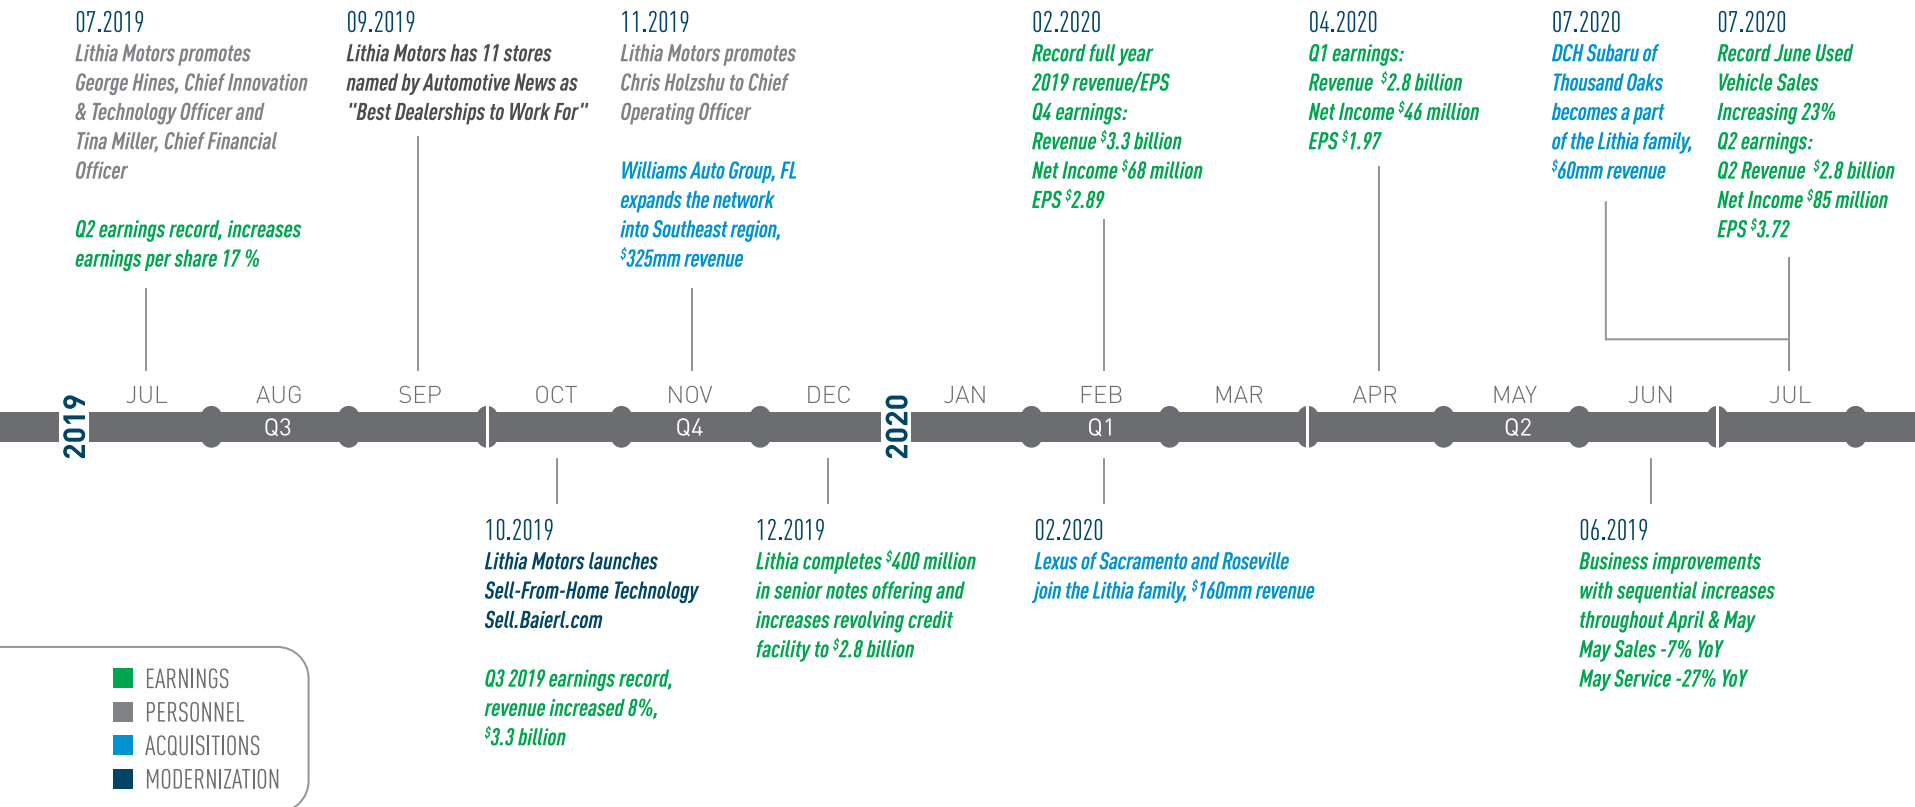 07.2019
Lithia Motors promotes
George Hines, Chief Innovation
& Technology Officer and
Tina Miller, Chief Financial
Officer
Q2 earnings record, increases
earnings per share 17 %
09.2019
Lithia Motors has 11 stores
named by Automotive News as
"Best Dealerships to Work For"
11.2019
Lithia Motors promotes
Chris Holzshu to Chief
Operating Officer
Williams Auto Group, FL
expands the network
into Southeast region,
$325mm revenue
02.2020
Record full year
2019 revenue/EPS
Q4 earnings:
Revenue $3.3 billion
Net Income $68 million
EPS $2.89
04.2020
Q1 earnings:
Revenue $2.8 billion
Net Income $46 million
EPS $1.97
07.2020
DCH Subaru of
Thousand Oaks
becomes a part
of the Lithia family,
$60mm revenue
07.2020
Record June Used
Vehicle Sales
Increasing 23%
Q2 earnings:
Q2 Revenue $2.8 billion
Net Income $85 million
EPS $3.72
2019
JUL AUG SEP OCT NOV DEC
2020
JAN FEB MAR APR MAY JUN JUL
Q3 Q4 Q1 Q2
10.2019
Lithia Motors launches
Sell-From-Home Technology
Sell.Baierl.com
Q3 2019 earnings record,
revenue increased 8%,
$3.3 billion
12.2019
Lithia completes $400 million
in senior notes offering and
increases revolving credit
facility to $2.8 billion
02.2020
Lexus of Sacramento and Roseville
join the Lithia family, $160mm revenue
06.2019
Business improvements
with sequential increases
throughout April & May
May Sales -7% YoY
May Service -27% YoY
EARNINGS
PERSONNEL
ACQUISITIONS
MODERNIZATION